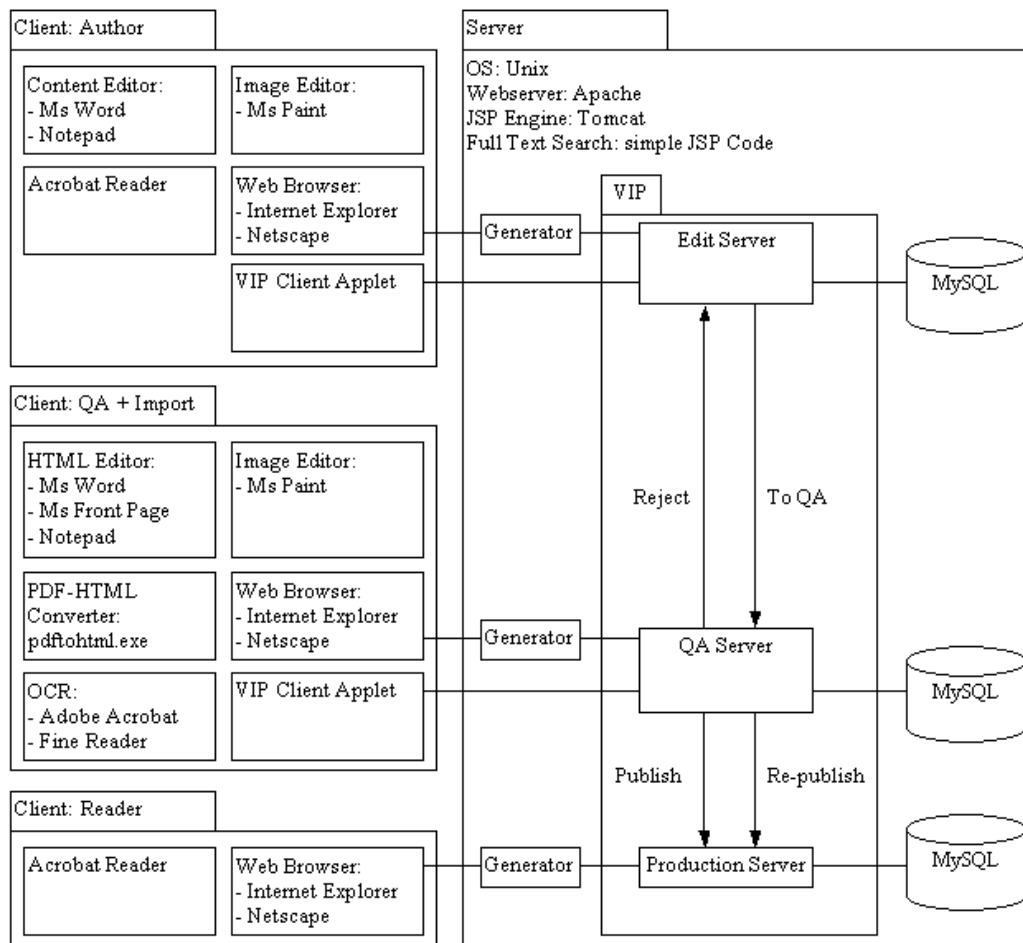 Client: Author
Content Editor:
- Ms Word
- Notepad
Image Editor:
- Ms Paint
Acrobat Reader
Web Browser:
- Internet Explorer
- Netscape
VIP Client Applet
Server
OS: Unix
Webserver: Apache
JSP Engine: Tomcat
Full Text Search: simple JSP Code
VIP
Generator
Edit Server
MySQL
Reject
To QA
Client: QA + Import
HTML Editor:
- Ms Word
- Ms Front Page
- Notepad
Image Editor:
- Ms Paint
PDF-HTML
Converter:
pdftohtml.exe
Web Browser:
- Internet Explorer
- Netscape
OCR:
- Adobe Acrobat
- Fine Reader
VIP Client Applet
Generator
QA Server
MySQL
Publish
Re-publish
Client: Reader
Acrobat Reader
Web Browser:
- Internet Explorer
- Netscape
Generator
Production Server
MySQL